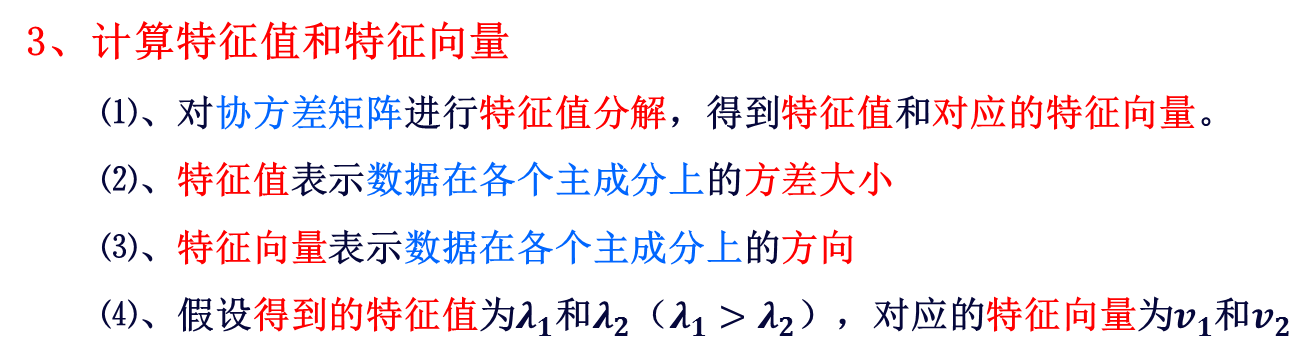 3、计算特征值和特征向量
⑴、对协方差矩阵进行特征值分解，得到特征值和对应的特征向量。
⑵、特征值表示数据在各个主成分上的方差大小
⑶、特征向量表示数据在各个主成分上的方向
⑷、假设得到的特征值为λ₁和λ₂（λ₁ > λ₂），对应的特征向量为v₁和v₂